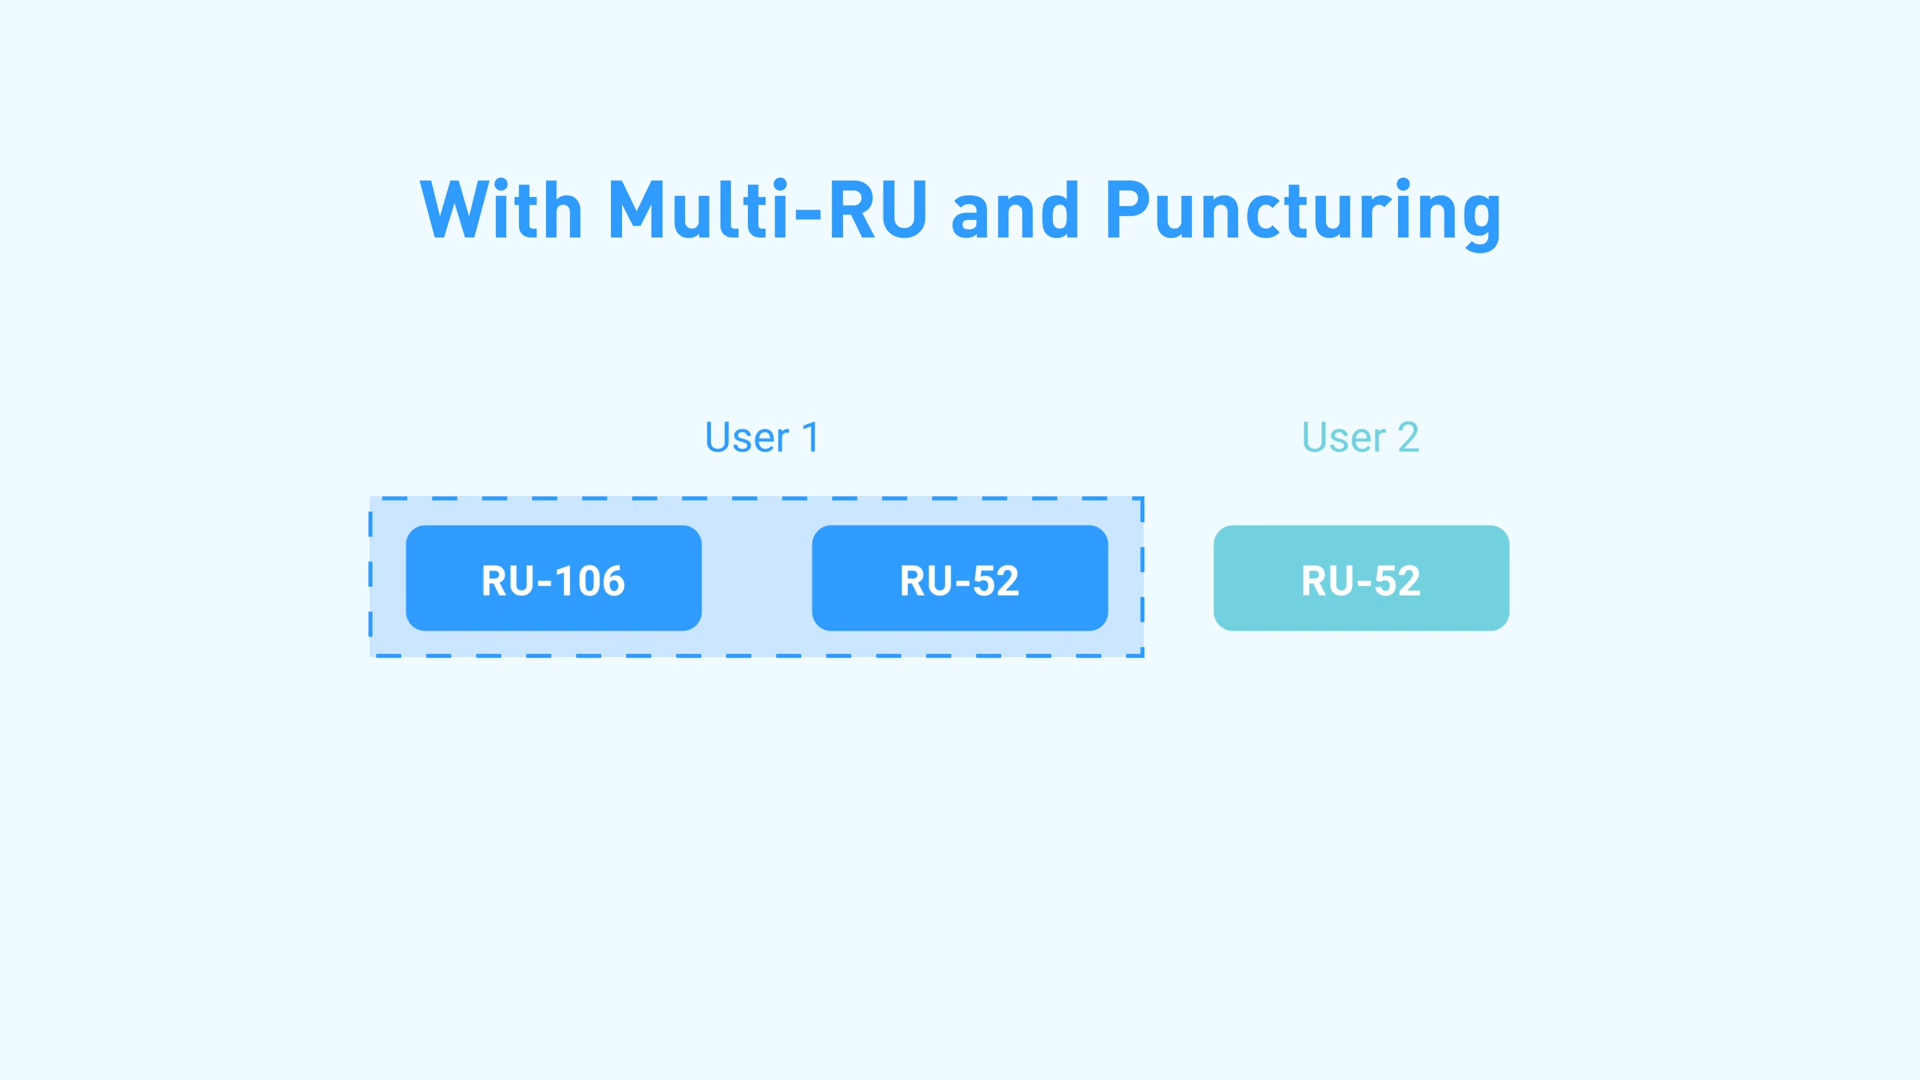 With Multi-RU and Puncturing
User 1
User 2
RU-106
RU-52
RU-52